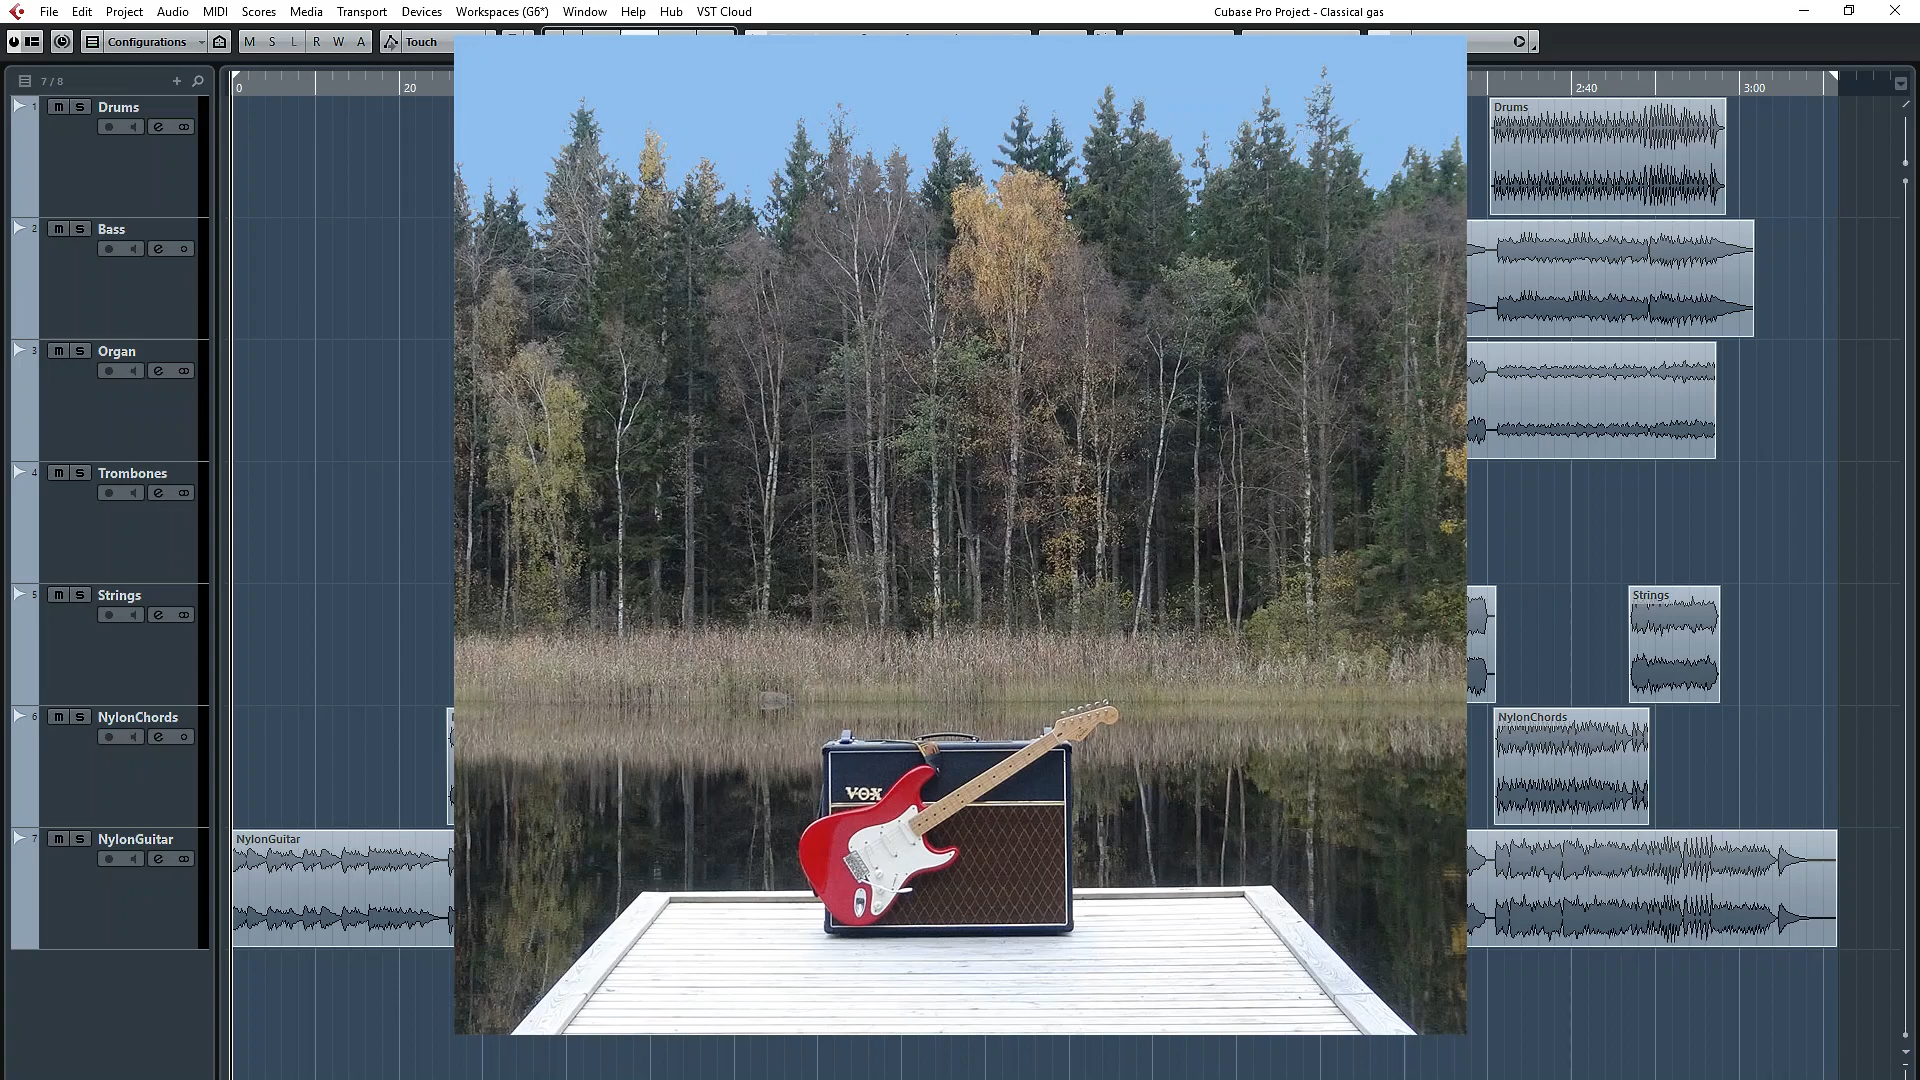 File Edit Project Audio MIDI Scores Media Transport Devices Workspaces (G6*) Window Help Hub VST Cloud Cubase Pro Project - Classical gas
Configurations M S L R W A Touch
7 / 8
0 20 2:40 3:00
1 m s Drums
e
Drums
2 m s Bass
e
3 m s Organ
e
4 m s Trombones
e
5 m s Strings
e
Strings
6 m s NylonChords
e
NylonChords
7 m s NylonGuitar
e
NylonGuitar
VOX